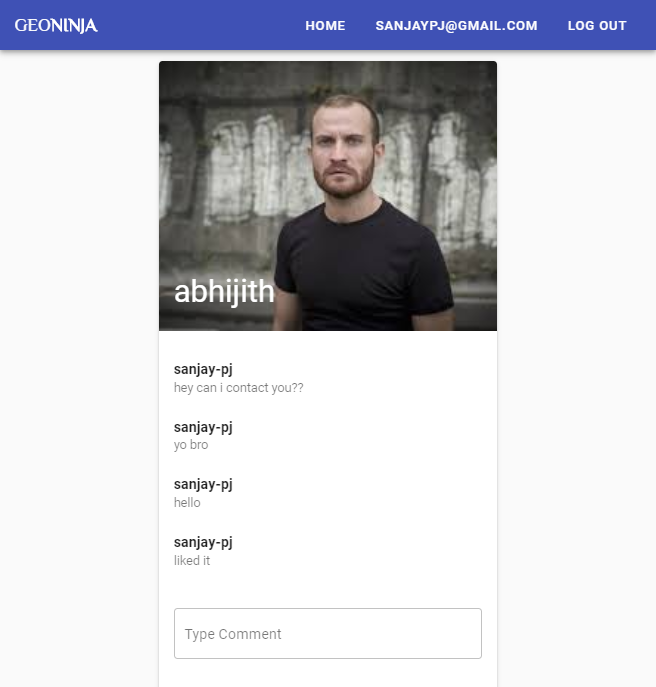 GEONINJA
HOME
SANJAYPJ@GMAIL.COM
LOG OUT
abhijith
sanjay-pj
hey can i contact you??
sanjay-pj
yo bro
sanjay-pj
hello
sanjay-pj
liked it
Type Comment